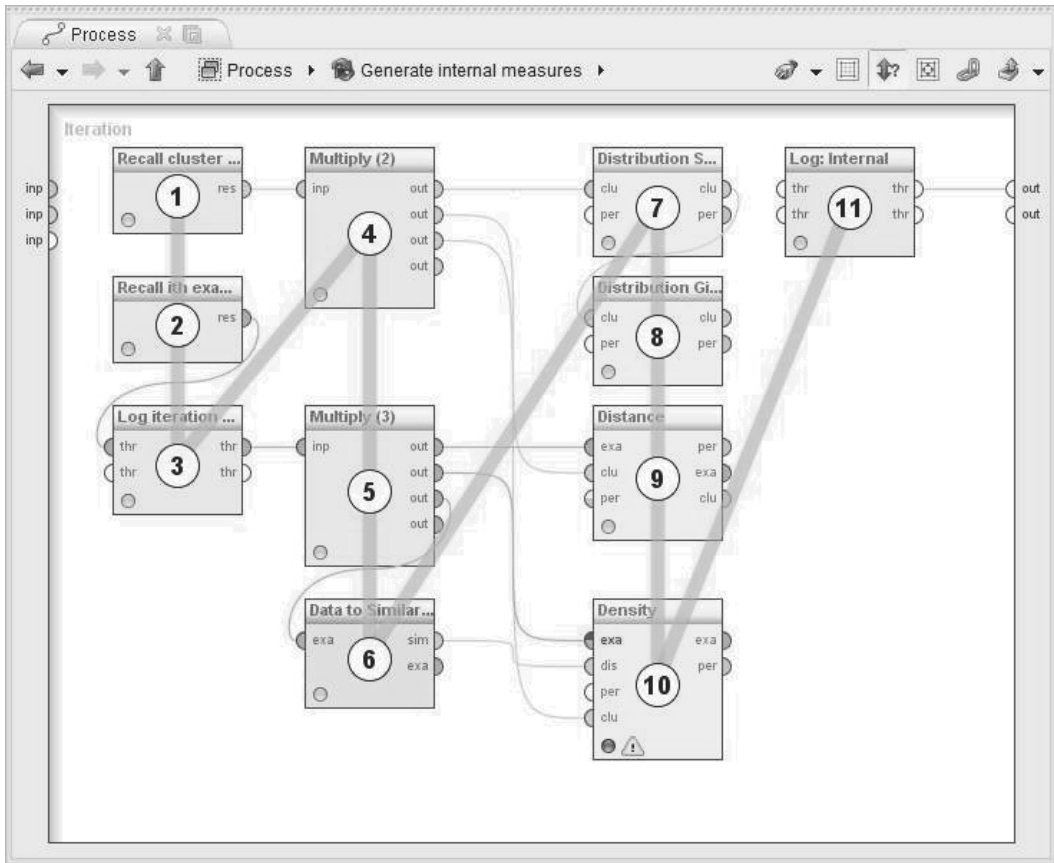 Process
Process
Generate internal measures
Iteration
inp
inp
inp
Recall cluster ...
1
res
Recall ith exa...
2
res
Log iteration ...
thr
thr
3
thr
thr
Multiply (2)
inp
out
out
4
out
out
Multiply (3)
inp
out
out
5
out
out
Data to Similar...
exa
sim
6
exa
Distribution S...
clu
clu
7
per
per
Distribution Gi...
clu
clu
8
per
per
Distance
exa
per
clu
exa
9
per
clu
Density
exa
exa
dis
per
10
per
clu
Log: Internal
thr
thr
11
thr
thr
out
out